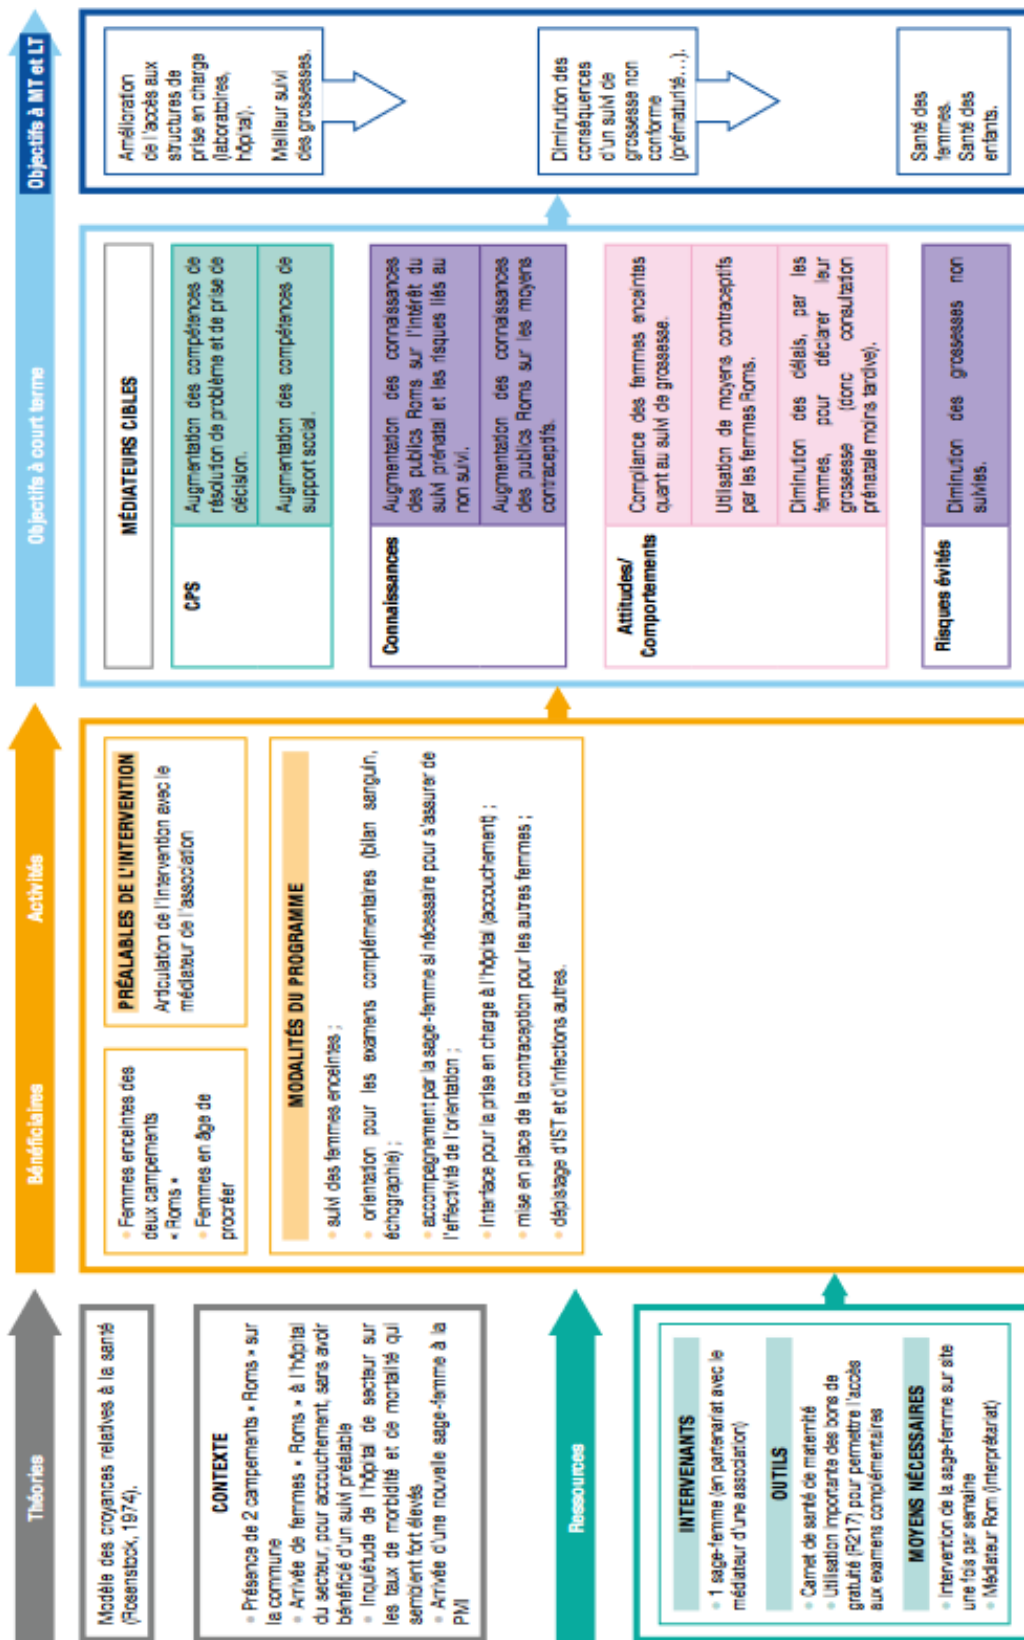 Théories
Modèle des croyances relatives à la santé
(Rosenstock, 1974).
CONTEXTE
• Présence de 2 campements « Roms » sur
la commune
• Arrivée de femmes « Roms » à l'hôpital
du secteur, pour accouchement, sans avoir
bénéficié d'un suivi préalable
• Inquiétude de l'hôpital de secteur sur
les taux de morbidité et de mortalité qui
semblent fort élevés
• Arrivée d'une nouvelle sage-femme à la
PMI
Ressources
INTERVENANTS
• 1 sage-femme (en partenariat avec le
médiateur d'une association)
OUTILS
• Carnet de santé de maternité
• Utilisation importante des bons de
gratuité (R217) pour permettre l'accès
aux examens complémentaires
MOYENS NÉCESSAIRES
• Intervention de la sage-femme sur site
une fois par semaine
• Médiateur Rom (interprétariat)
Bénéficiaires
Activités
• Femmes enceintes des
deux campements
« Roms »
• Femmes en âge de
procréer
PRÉALABLES DE L'INTERVENTION
Articulation de l'intervention avec le
médiateur de l'association
MODALITÉS DU PROGRAMME
• suivi des femmes enceintes ;
• orientation pour les examens complémentaires (bilan sanguin,
échographie) ;
• accompagnement par la sage-femme si nécessaire pour s'assurer de
l'effectivité de l'orientation ;
• interface pour la prise en charge à l'hôpital (accouchement) ;
• mise en place de la contraception pour les autres femmes ;
• dépistage d'IST et d'infections autres.
Objectifs à court terme
MÉDIATEURS CIBLES
CPS
Augmentation des compétences de
résolution de problème et de prise de
décision.
Augmentation des compétences de
support social.
Connaissances
Augmentation des connaissances
des publics Roms sur l'intérêt du
suivi prénatal et les risques liés au
non suivi.
Augmentation des connaissances
des publics Roms sur les moyens
contraceptifs.
Attitudes/
Comportements
Compliance des femmes enceintes
quant au suivi de grossesse.
Utilisation de moyens contraceptifs
par les femmes Roms.
Diminution des délais, par les
femmes, pour déclarer leur
grossesse (donc consultation
prénatale moins tardive).
Risques évités
Diminution des grossesses non
suivies.
Objectifs à MT et LT
Amélioration
de l'accès aux
structures de
prise en charge
(laboratoires,
hôpital).
Meilleur suivi
des grossesses.
Diminution des
conséquences
d'un suivi de
grossesse non
conforme
(prématurité…).
Santé des
femmes.
Santé des
enfants.